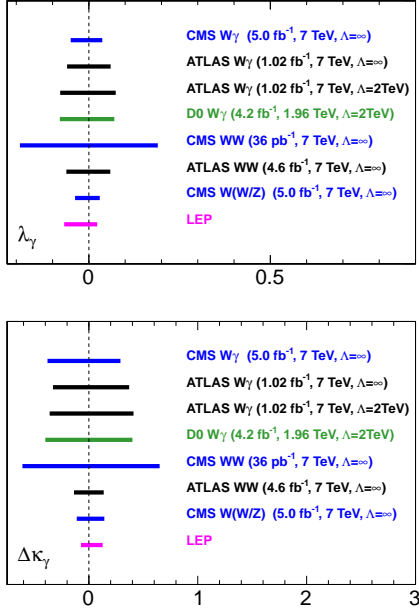 CMS Wγ (5.0 fb⁻¹, 7 TeV, Λ=∞)
ATLAS Wγ (1.02 fb⁻¹, 7 TeV, Λ=∞)
ATLAS Wγ (1.02 fb⁻¹, 7 TeV, Λ=2TeV)
D0 Wγ (4.2 fb⁻¹, 1.96 TeV, Λ=2TeV)
CMS WW (36 pb⁻¹, 7 TeV, Λ=∞)
ATLAS WW (4.6 fb⁻¹, 7 TeV, Λ=∞)
CMS W(W/Z) (5.0 fb⁻¹, 7 TeV, Λ=∞)
LEP
λγ
0 0.5
CMS Wγ (5.0 fb⁻¹, 7 TeV, Λ=∞)
ATLAS Wγ (1.02 fb⁻¹, 7 TeV, Λ=∞)
ATLAS Wγ (1.02 fb⁻¹, 7 TeV, Λ=2TeV)
D0 Wγ (4.2 fb⁻¹, 1.96 TeV, Λ=2TeV)
CMS WW (36 pb⁻¹, 7 TeV, Λ=∞)
ATLAS WW (4.6 fb⁻¹, 7 TeV, Λ=∞)
CMS W(W/Z) (5.0 fb⁻¹, 7 TeV, Λ=∞)
LEP
Δκγ
0 1 2 3